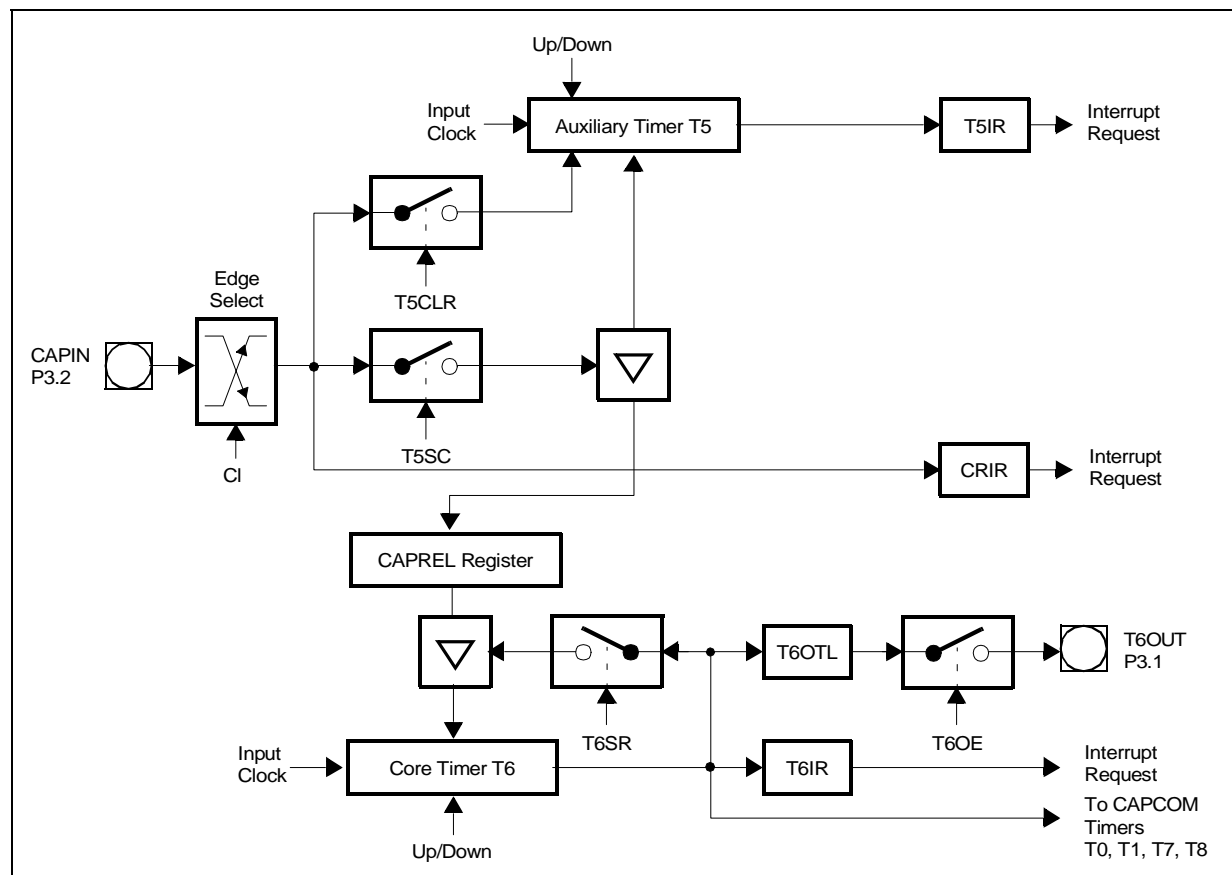 Up/Down
Input
Clock
Auxiliary Timer T5
T5IR
Interrupt
Request
T5CLR
Edge
Select
CAPIN
P3.2
CI
T5SC
CRIR
Interrupt
Request
CAPREL Register
T6OTL
T6OUT
P3.1
T6SR
T6OE
Input
Clock
Core Timer T6
T6IR
Interrupt
Request
Up/Down
To CAPCOM
Timers
T0, T1, T7, T8